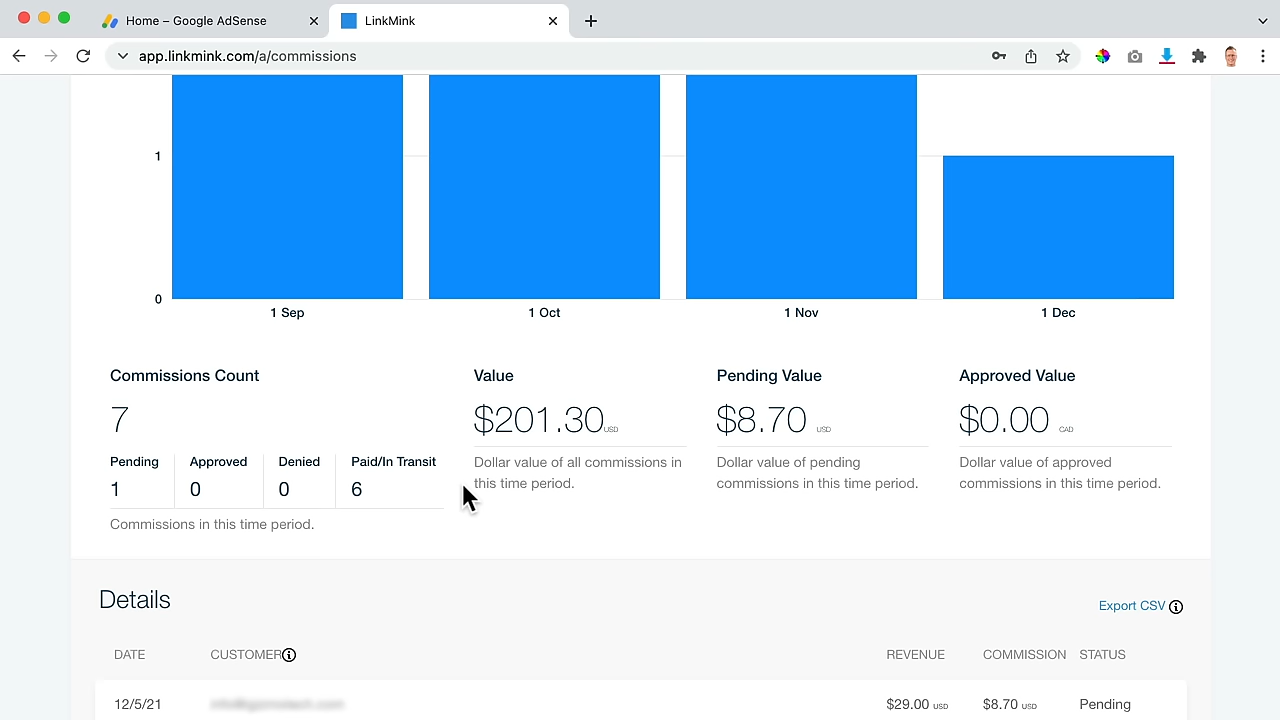 Home – Google AdSense
LinkMink
app.linkmink.com/a/commissions
1
0
1 Sep
1 Oct
1 Nov
1 Dec
Commissions Count
7
Pending Approved Denied Paid/In Transit
1 0 0 6
Commissions in this time period.
Value
$201.30 USD
Dollar value of all commissions in
this time period.
Pending Value
$8.70 USD
Dollar value of pending
commissions in this time period.
Approved Value
$0.00 CAD
Dollar value of approved
commissions in this time period.
Details
Export CSV
DATE CUSTOMER REVENUE COMMISSION STATUS
12/5/21 $29.00 USD $8.70 USD Pending